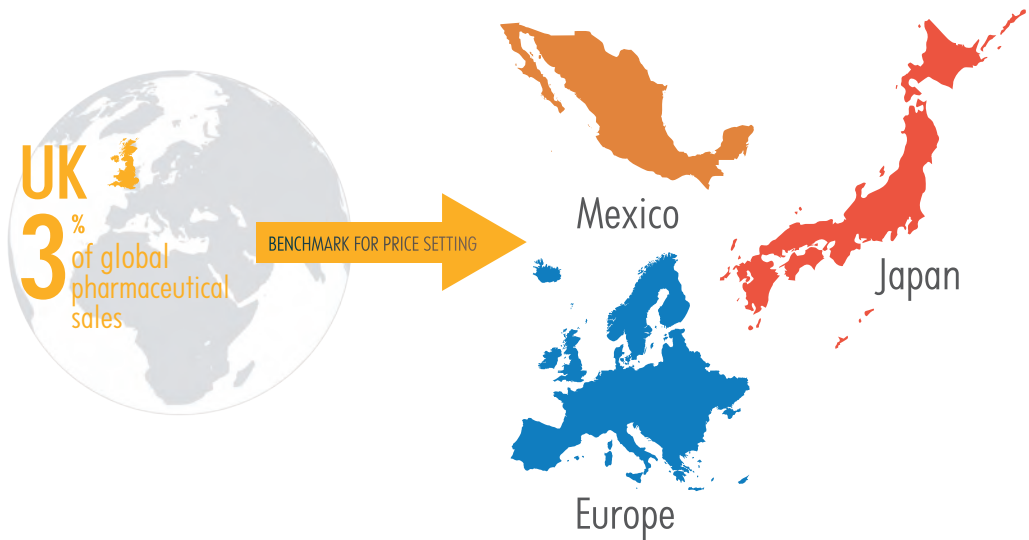 UK
3%
of global
pharmaceutical
sales
BENCHMARK FOR PRICE SETTING
Mexico
Japan
Europe